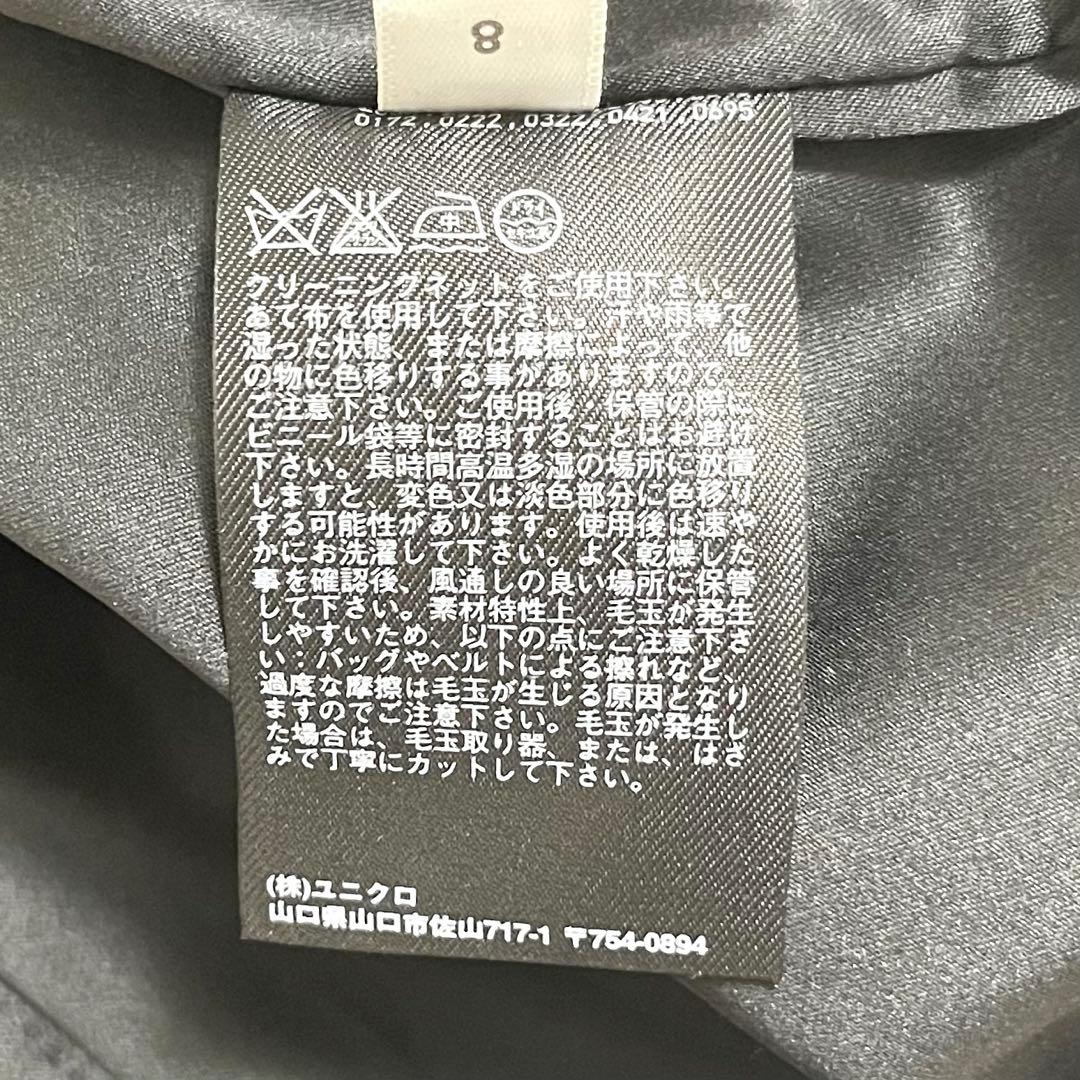 8
0192,0222,0322,0421,0695
クリーニングネットをご使用下さい。
あて布を使用して下さい。汗や雨等で
湿った状態、または摩擦によって、他
の物に色移りする事がありますので
ご注意下さい。ご使用後、保管の際に
ビニール袋等に密封することはお避け
下さい。長時間高温多湿の場所に放置
しますと、変色又は淡色部分に色移り
する可能性があります。使用後は速や
かにお洗濯して下さい。よく乾燥した
事を確認後、風通しの良い場所に保管
して下さい。素材特性上、毛玉が発生
しやすいため、以下の点にご注意下さ
い:バッグやベルトによる擦れなど、
過度な摩擦は毛玉が生じる原因となり
ますのでご注意下さい。毛玉が発生し
た場合は、毛玉取り器、または、はさ
みで丁寧にカットして下さい。
(株)ユニクロ
山口県山口市佐山717-1 〒754-0894